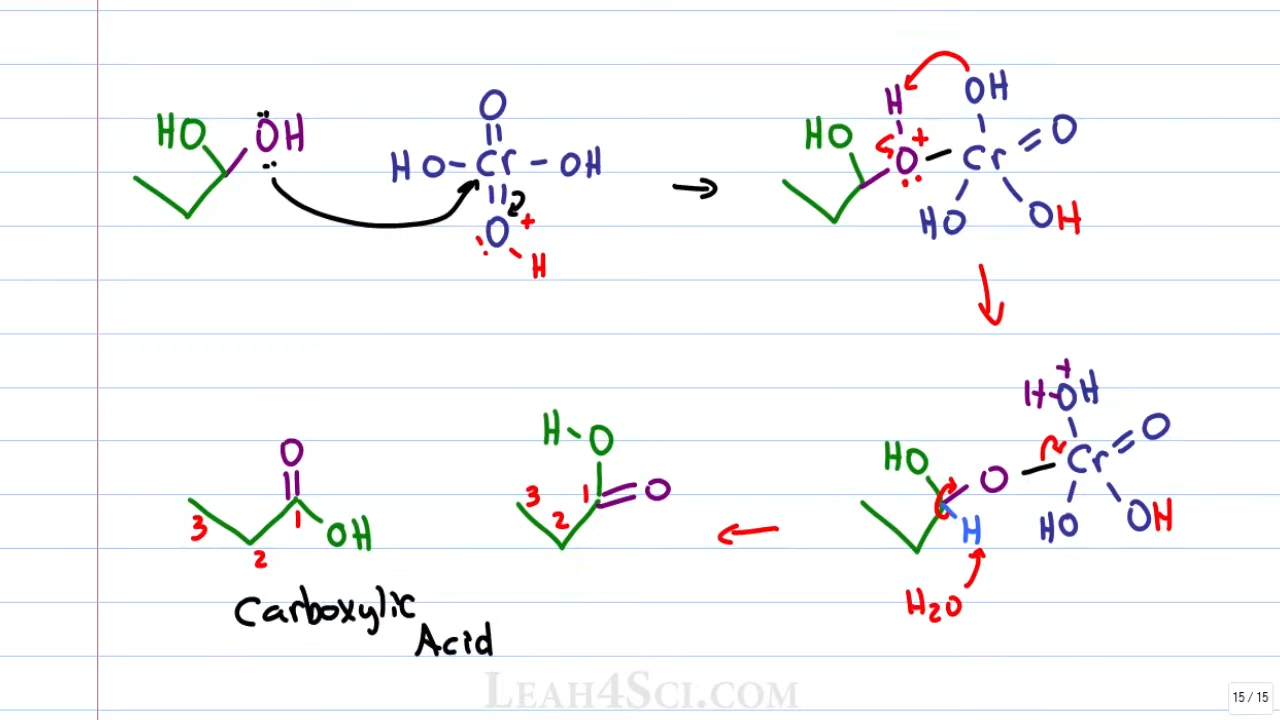 HO OH
O
HO Cr OH
O +
H
H OH
HO O + Cr O
HO OH
H-O H +
HO O Cr O
H HO OH
H2O
H O
3 1 O
2
O
3 1 OH
2
Carboxylic
Acid
LEAH4SCI.COM
15 / 15